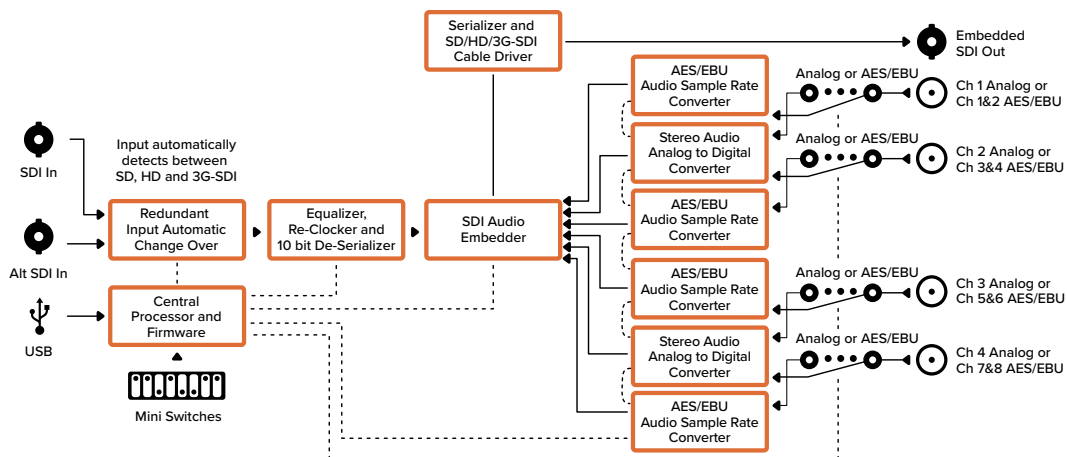 Serializer and
SD/HD/3G-SDI
Cable Driver
Embedded
SDI Out
AES/EBU
Audio Sample Rate
Converter
Analog or AES/EBU
Ch 1 Analog or
Ch 1&2 AES/EBU
SDI In
Input automatically
detects between
SD, HD and 3G-SDI
Stereo Audio
Analog to Digital
Converter
Analog or AES/EBU
Ch 2 Analog or
Ch 3&4 AES/EBU
Alt SDI In
Redundant
Input Automatic
Change Over
Equalizer,
Re-Clocker and
10 bit De-Serializer
SDI Audio
Embedder
AES/EBU
Audio Sample Rate
Converter
USB
Central
Processor and
Firmware
AES/EBU
Audio Sample Rate
Converter
Analog or AES/EBU
Ch 3 Analog or
Ch 5&6 AES/EBU
Stereo Audio
Analog to Digital
Converter
Analog or AES/EBU
Ch 4 Analog or
Ch 7&8 AES/EBU
Mini Switches
AES/EBU
Audio Sample Rate
Converter